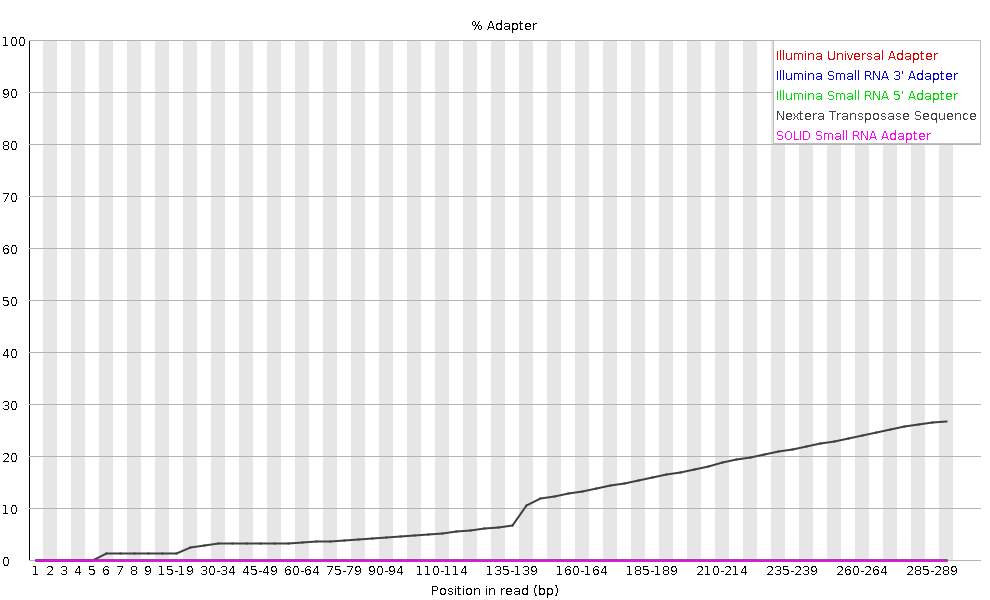 % Adapter
100
90
80
70
60
50
40
30
20
10
0
Illumina Universal Adapter
Illumina Small RNA 3' Adapter
Illumina Small RNA 5' Adapter
Nextera Transposase Sequence
SOLID Small RNA Adapter
1 2 3 4 5 6 7 8 9 15-19 30-34 45-49 60-64 75-79 90-94 110-114 135-139 160-164 185-189 210-214 235-239 260-264 285-289
Position in read (bp)